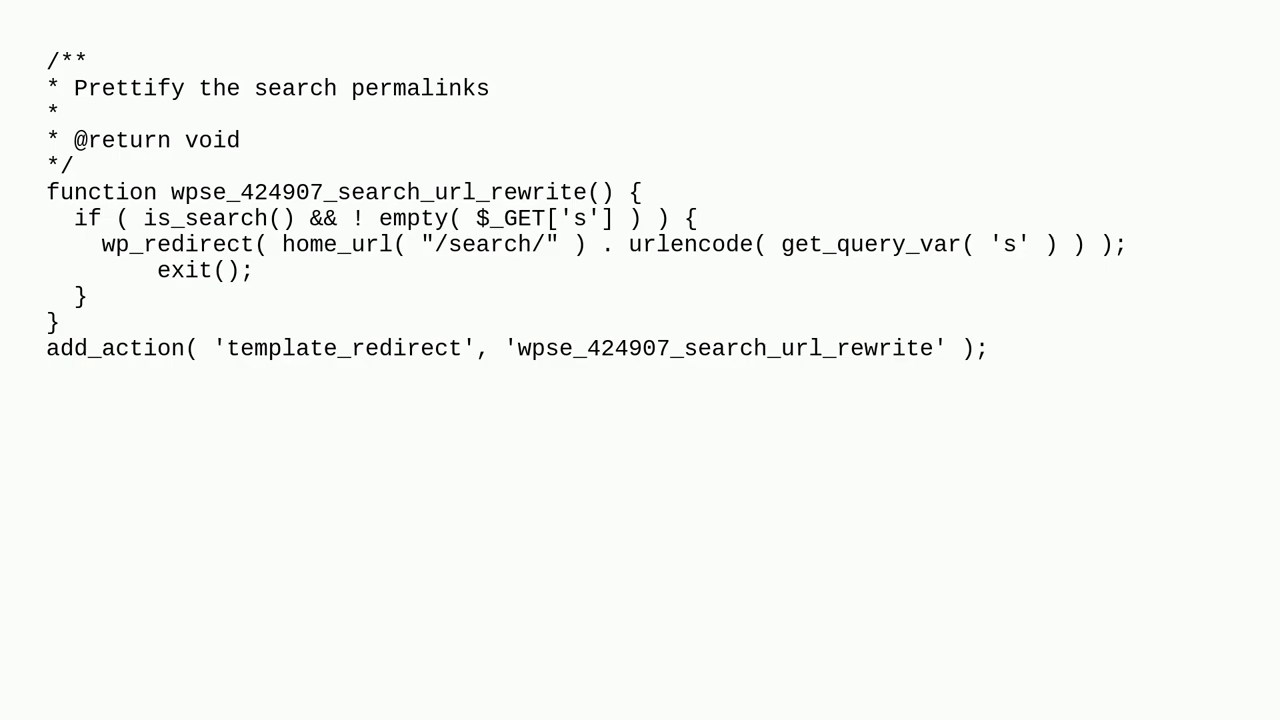 /**
* Prettify the search permalinks
*
* @return void
*/
function wpse_424907_search_url_rewrite() {
  if ( is_search() && ! empty( $_GET['s'] ) ) {
    wp_redirect( home_url( "/search/" ) . urlencode( get_query_var( 's' ) ) );
        exit();
  }
}
add_action( 'template_redirect', 'wpse_424907_search_url_rewrite' );